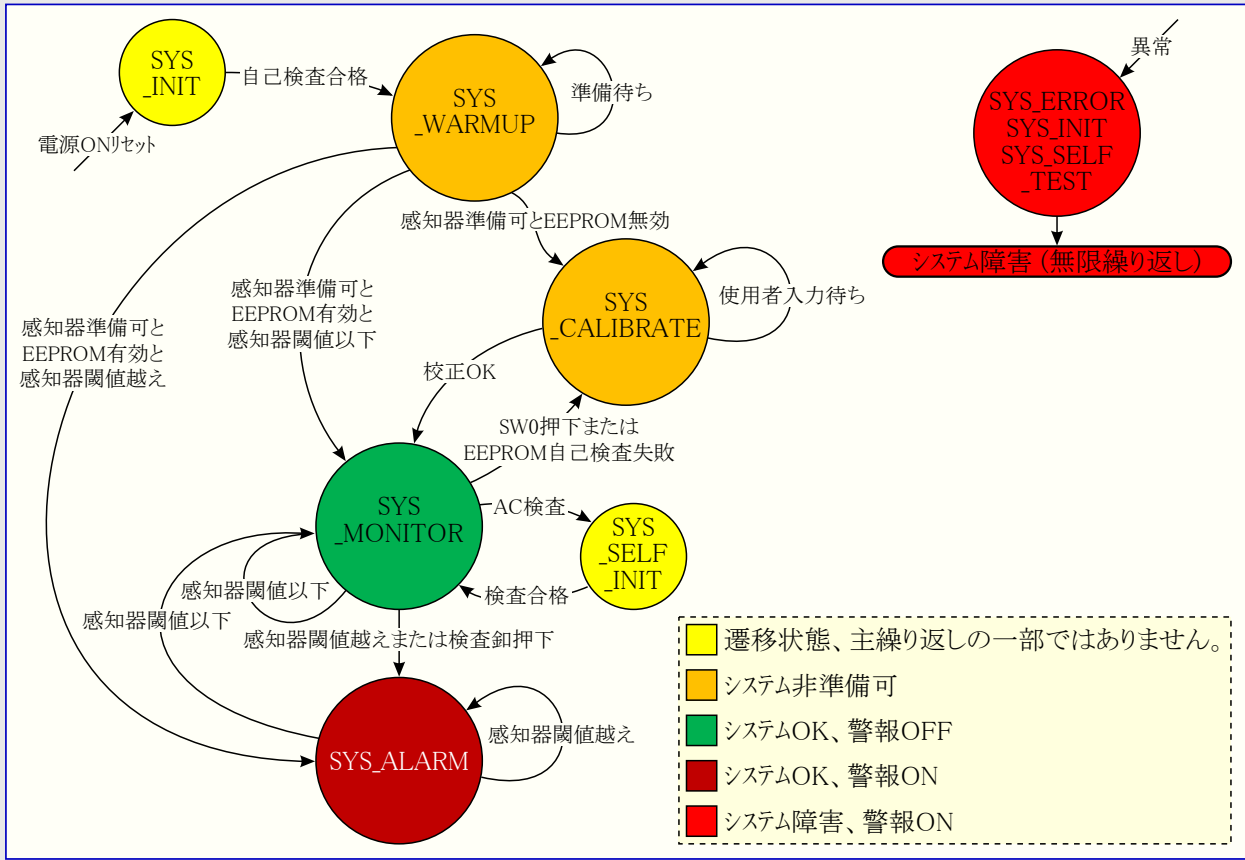 SYS
_INIT
自己検査合格
電源ONリセット
SYS
_WARMUP
準備待ち
異常
SYS_ERROR
SYS_INIT
SYS_SELF
_TEST
システム障害 (無限繰り返し)
感知器準備可とEEPROM無効
感知器準備可と
EEPROM有効と
感知器閾値以下
感知器準備可と
EEPROM有効と
感知器閾値越え
SYS
_CALIBRATE
使用者入力待ち
校正OK
SW0押下または
EEPROM自己検査失敗
SYS
_MONITOR
AC検査
SYS
_SELF
_INIT
検査合格
感知器閾値以下
感知器閾値以下
感知器閾値越えまたは検査釦押下
SYS_ALARM
感知器閾値越え
遷移状態、主繰り返しの一部ではありません。
システム非準備可
システムOK、警報OFF
システムOK、警報ON
システム障害、警報ON